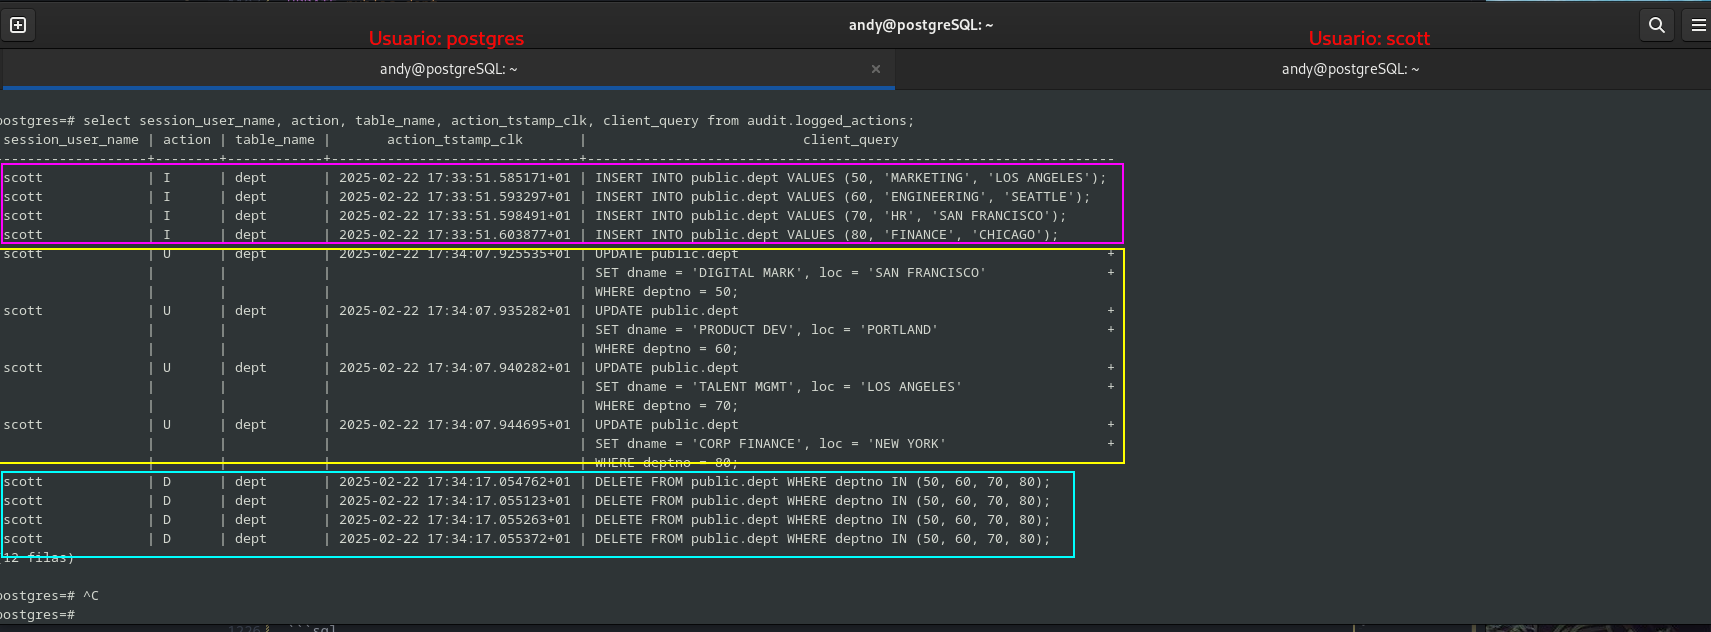 andy@postgreSQL: ~
Usuario: postgres
Usuario: scott
andy@postgreSQL: ~ ×
andy@postgreSQL: ~
postgres=# select session_user_name, action, table_name, action_tstamp_clk, client_query from audit.logged_actions;
session_user_name | action | table_name | action_tstamp_clk | client_query
------------------+--------+------------+-------------------------------+------------------------------------------------------------------
scott | I | dept | 2025-02-22 17:33:51.585171+01 | INSERT INTO public.dept VALUES (50, 'MARKETING', 'LOS ANGELES');
scott | I | dept | 2025-02-22 17:33:51.593297+01 | INSERT INTO public.dept VALUES (60, 'ENGINEERING', 'SEATTLE');
scott | I | dept | 2025-02-22 17:33:51.598491+01 | INSERT INTO public.dept VALUES (70, 'HR', 'SAN FRANCISCO');
scott | I | dept | 2025-02-22 17:33:51.603877+01 | INSERT INTO public.dept VALUES (80, 'FINANCE', 'CHICAGO');
scott | U | dept | 2025-02-22 17:34:07.925535+01 | UPDATE public.dept +
| | | | SET dname = 'DIGITAL MARK', loc = 'SAN FRANCISCO' +
| | | | WHERE deptno = 50;
scott | U | dept | 2025-02-22 17:34:07.935282+01 | UPDATE public.dept +
| | | | SET dname = 'PRODUCT DEV', loc = 'PORTLAND' +
| | | | WHERE deptno = 60;
scott | U | dept | 2025-02-22 17:34:07.940282+01 | UPDATE public.dept +
| | | | SET dname = 'TALENT MGMT', loc = 'LOS ANGELES' +
| | | | WHERE deptno = 70;
scott | U | dept | 2025-02-22 17:34:07.944695+01 | UPDATE public.dept +
| | | | SET dname = 'CORP FINANCE', loc = 'NEW YORK' +
| | | | WHERE deptno = 80;
scott | D | dept | 2025-02-22 17:34:17.054762+01 | DELETE FROM public.dept WHERE deptno IN (50, 60, 70, 80);
scott | D | dept | 2025-02-22 17:34:17.055123+01 | DELETE FROM public.dept WHERE deptno IN (50, 60, 70, 80);
scott | D | dept | 2025-02-22 17:34:17.055263+01 | DELETE FROM public.dept WHERE deptno IN (50, 60, 70, 80);
scott | D | dept | 2025-02-22 17:34:17.055372+01 | DELETE FROM public.dept WHERE deptno IN (50, 60, 70, 80);
(12 filas)
postgres=# ^C
postgres=#